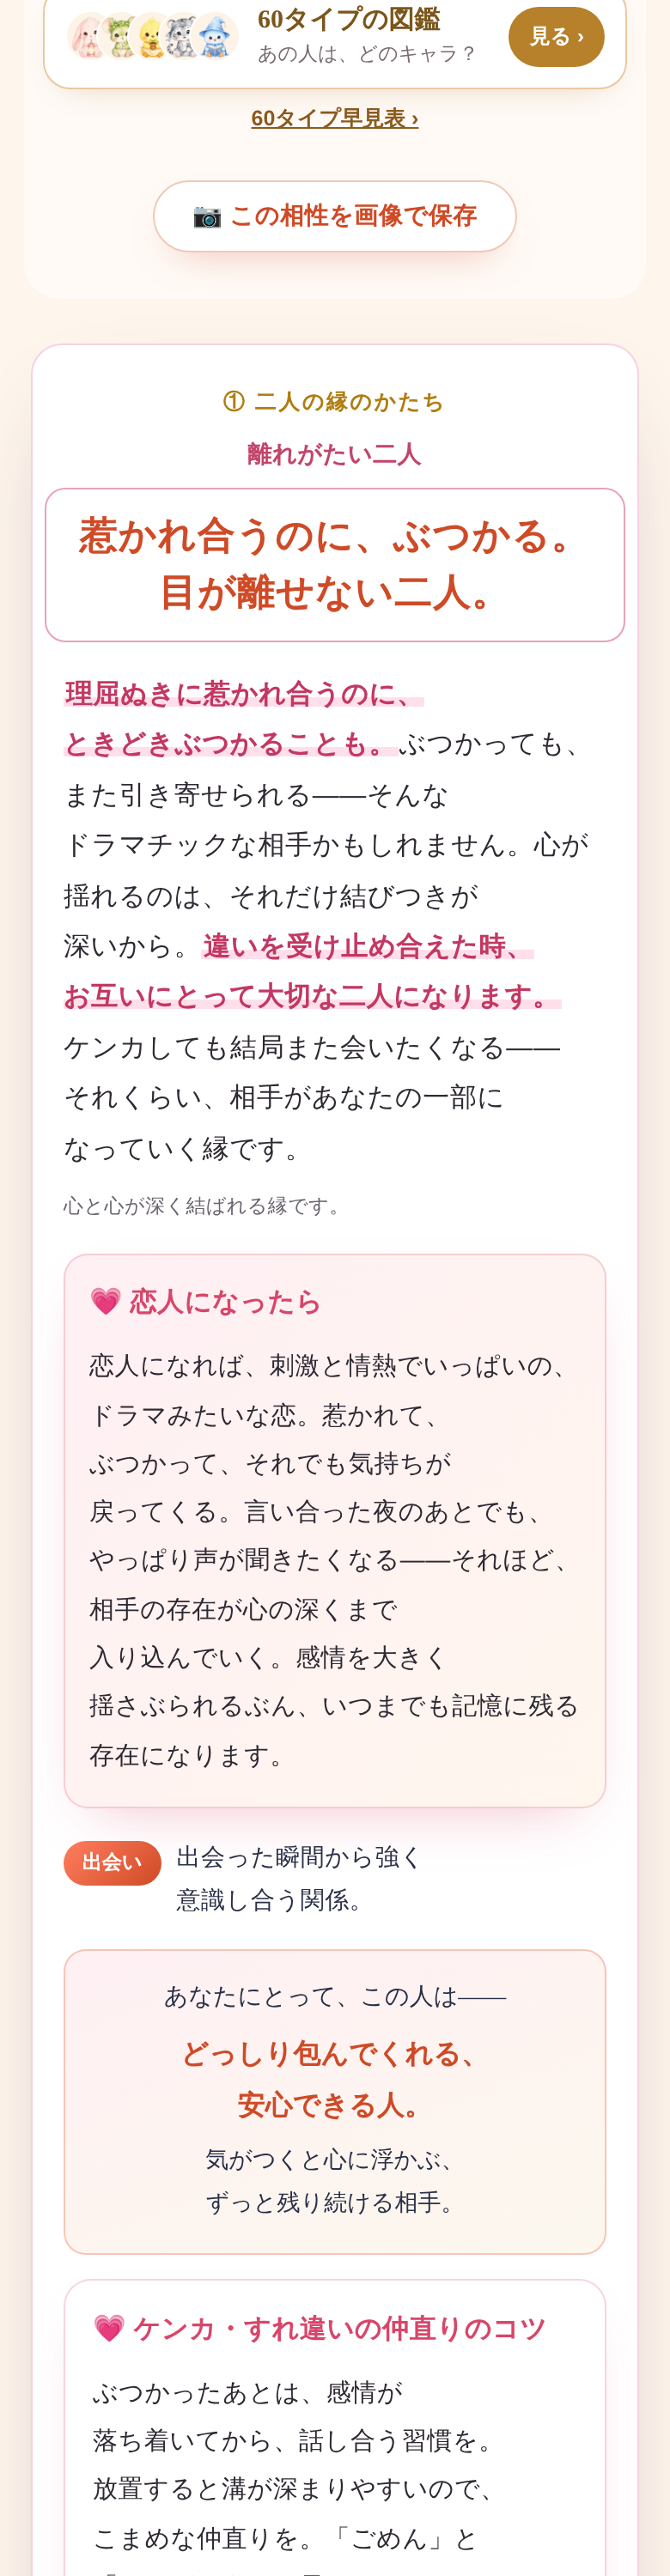 60タイプの図鑑
あの人は、どのキャラ？
見る ›
60タイプ早見表 ›
📷 この相性を画像で保存
① 二人の縁のかたち
離れがたい二人
惹かれ合うのに、ぶつかる。
目が離せない二人。
理屈ぬきに惹かれ合うのに、
ときどきぶつかることも。ぶつかっても、
また引き寄せられる——そんな
ドラマチックな相手かもしれません。心が
揺れるのは、それだけ結びつきが
深いから。違いを受け止め合えた時、
お互いにとって大切な二人になります。
ケンカしても結局また会いたくなる——
それくらい、相手があなたの一部に
なっていく縁です。
心と心が深く結ばれる縁です。
💗 恋人になったら
恋人になれば、刺激と情熱でいっぱいの、
ドラマみたいな恋。惹かれて、
ぶつかって、それでも気持ちが
戻ってくる。言い合った夜のあとでも、
やっぱり声が聞きたくなる——それほど、
相手の存在が心の深くまで
入り込んでいく。感情を大きく
揺さぶられるぶん、いつまでも記憶に残る
存在になります。
出会い
出会った瞬間から強く
意識し合う関係。
あなたにとって、この人は——
どっしり包んでくれる、
安心できる人。
気がつくと心に浮かぶ、
ずっと残り続ける相手。
💗 ケンカ・すれ違いの仲直りのコツ
ぶつかったあとは、感情が
落ち着いてから、話し合う習慣を。
放置すると溝が深まりやすいので、
こまめな仲直りを。「ごめん」と